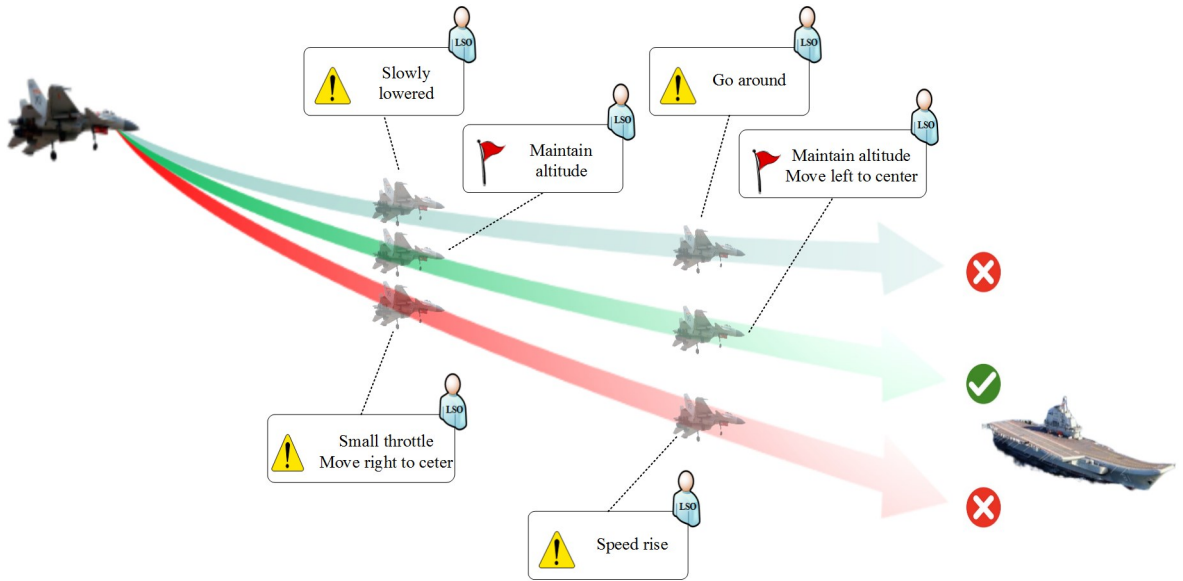 LSO
Slowly
lowered
LSO
Go around
LSO
Maintain
altitude
LSO
Maintain altitude
Move left to center
LSO
Small throttle
Move right to ceter
LSO
Speed rise